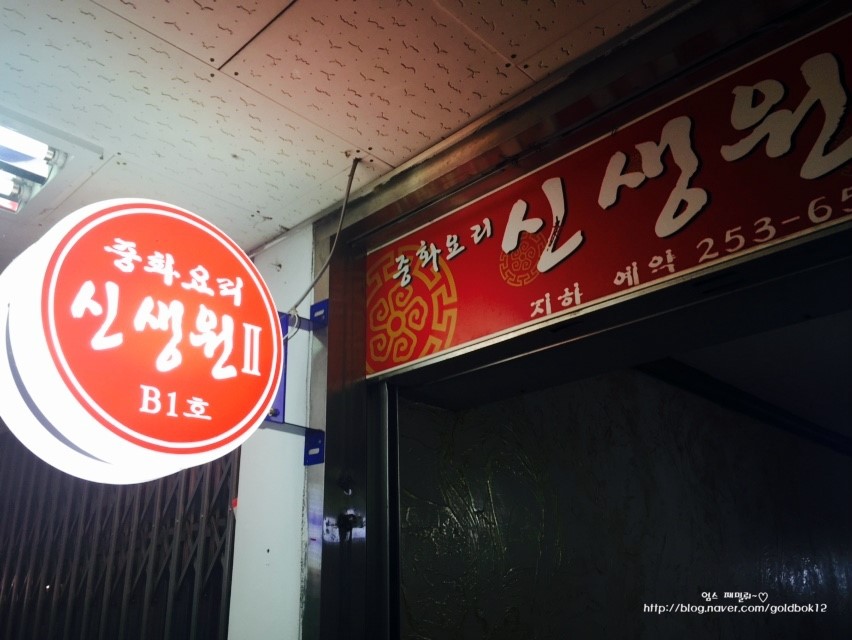 중화요리
신생원Ⅱ
B1호
중화요리 신생원
지하 예약 253-65
엄스 패밀리~♡
http://blog.naver.com/goldbok12